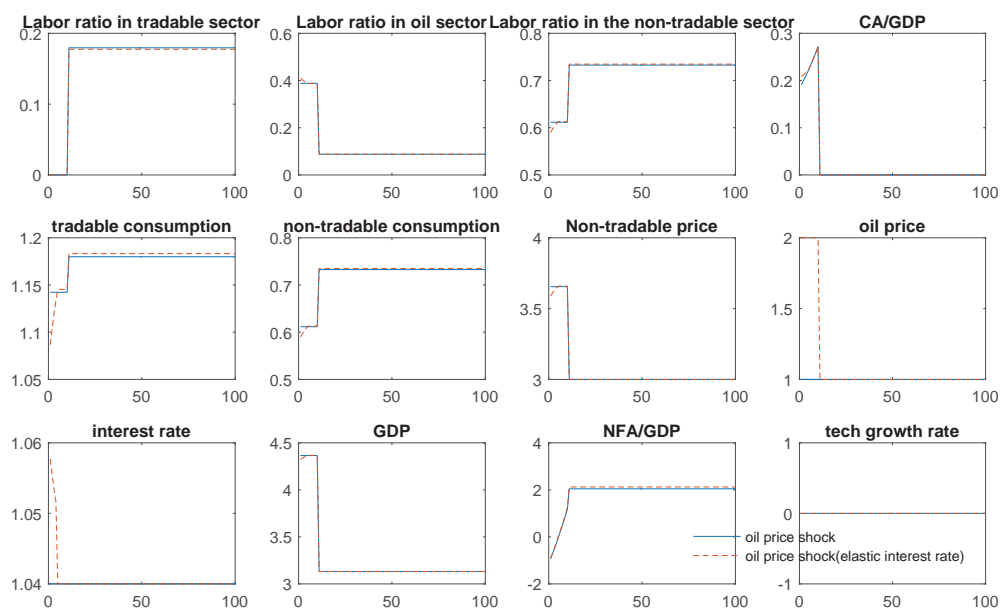 Labor ratio in tradable sector
0.2
0.1
0
0 50 100
Labor ratio in oil sector
0.6
0.4
0.2
0
0 50 100
Labor ratio in the non-tradable sector
0.8
0.7
0.6
0.5
0 50 100
CA/GDP
0.3
0.2
0.1
0
0 50 100
tradable consumption
1.2
1.15
1.1
1.05
0 50 100
non-tradable consumption
0.8
0.7
0.6
0.5
0 50 100
Non-tradable price
4
3.5
3
0 50 100
oil price
2
1.5
1
0 50 100
interest rate
1.06
1.05
1.04
0 50 100
GDP
4.5
4
3.5
3
0 50 100
NFA/GDP
4
2
0
-2
0 50 100
tech growth rate
1
0
-1
0 50 100
oil price shock
oil price shock(elastic interest rate)